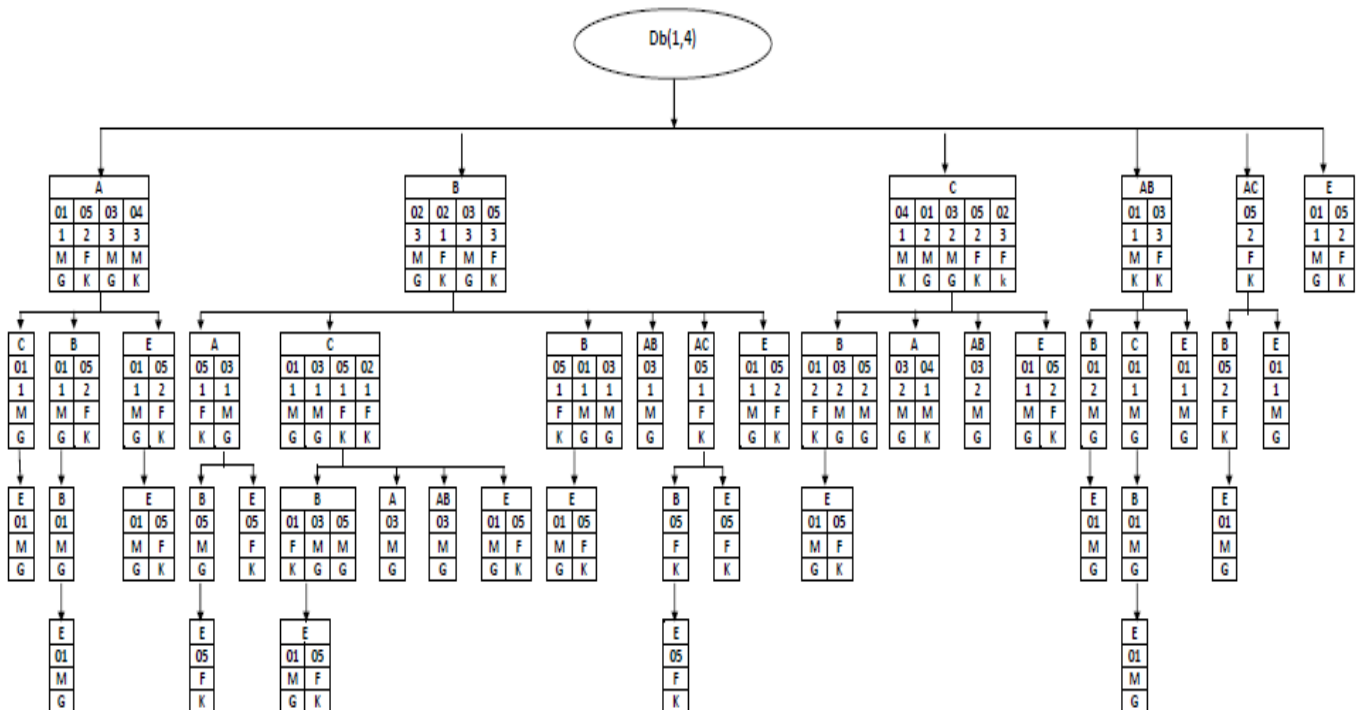 Db(1,4)
A B C AB AC E
01 05 03 04 02 02 03 05 04 01 03 05 02 01 03 05 01 05
1 2 3 3 3 1 3 3 1 2 2 2 3 1 3 2 1 2
M F M M M F M F M M M F F M F F M F
G K G K G K G K K G G K k K K K G K
C B E A C B AB AC E B A AB E B C E B E
01 01 05 01 05 05 03 01 03 05 02 05 01 03 03 05 01 05 01 03 05 03 04 03 01 05 01 01 01 05 01
1 1 2 1 2 1 1 1 1 1 1 1 1 1 1 1 1 2 2 2 2 2 1 2 1 2 2 1 1 2 1
M M F M F F M M M F F F M M M F M F F M M M M M M F M M M F M
G G K G K K G G G K K K G G G K G K K G G G K G G K G G G K G
E B E B E B A AB E E B E E E B E
01 01 01 05 05 05 01 03 05 03 03 01 05 01 05 05 05 01 05 01 01 01
M M M F M F F M M M M M F M F F F M F M M M
G G G K G K K G G G G G K G K K K G K G G G
E E E E E
01 05 01 05 05 01
M F M F F M
G K G K K G